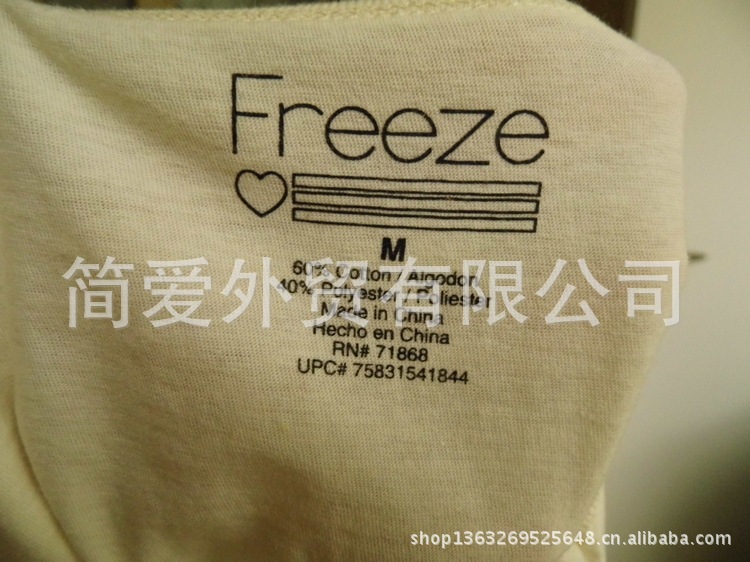 Freeze
M
60% Cotton / Algodon
40% Polyester / Poliester
Made in China
Hecho en China
RN# 71868
UPC# 75831541844
简爱外贸有限公司
shop1363269525648.cn.alibaba.com